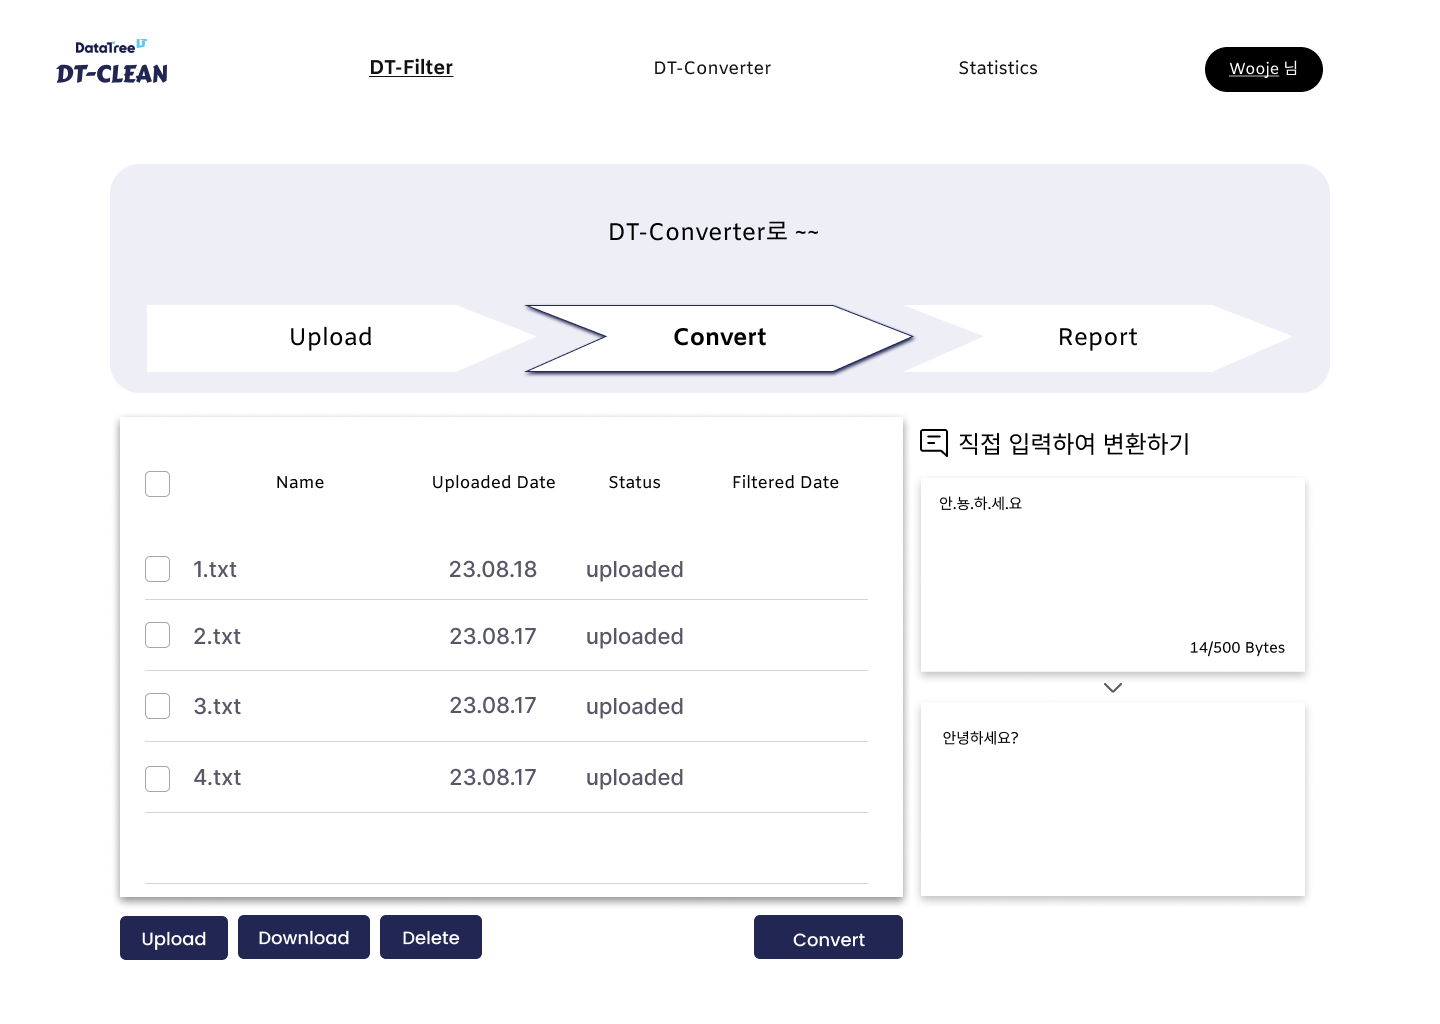 DataTree DT
DT-CLEAN
DT-Filter
DT-Converter
Statistics
Wooje 님
DT-Converter로 ~~
Upload
Convert
Report
Name
Uploaded Date
Status
Filtered Date
1.txt 23.08.18 uploaded
2.txt 23.08.17 uploaded
3.txt 23.08.17 uploaded
4.txt 23.08.17 uploaded
Upload
Download
Delete
Convert
직접 입력하여 변환하기
안.뇽.하.세.요
14/500 Bytes
안녕하세요?